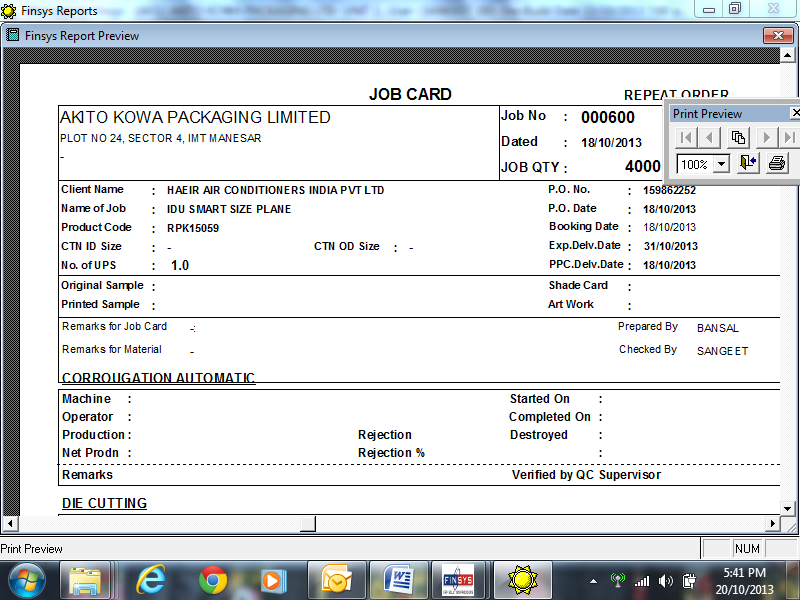 Finsys Reports
Finsys Report Preview
JOB CARD
REPEAT ORDER
AKITO KOWA PACKAGING LIMITED
PLOT NO 24, SECTOR 4, IMT MANESAR
-
Job No : 000600
Dated : 18/10/2013
JOB QTY : 4000
Print Preview
100%
Client Name : HAEIR AIR CONDITIONERS INDIA PVT LTD P.O. No. : 159862252
Name of Job : IDU SMART SIZE PLANE P.O. Date : 18/10/2013
Product Code : RPK15059 Booking Date : 18/10/2013
CTN ID Size : - CTN OD Size : - Exp.Delv.Date : 31/10/2013
No. of UPS : 1.0 PPC.Delv.Date : 18/10/2013
Original Sample : Shade Card :
Printed Sample : Art Work :
Remarks for Job Card -: Prepared By BANSAL
Remarks for Material - Checked By SANGEET
CORROUGATION AUTOMATIC
Machine : Started On :
Operator : Completed On :
Production : Rejection Destroyed :
Net Prodn : Rejection % :
Remarks Verified by QC Supervisor
DIE CUTTING
Print Preview NUM
FINSYS
5:41 PM
20/10/2013